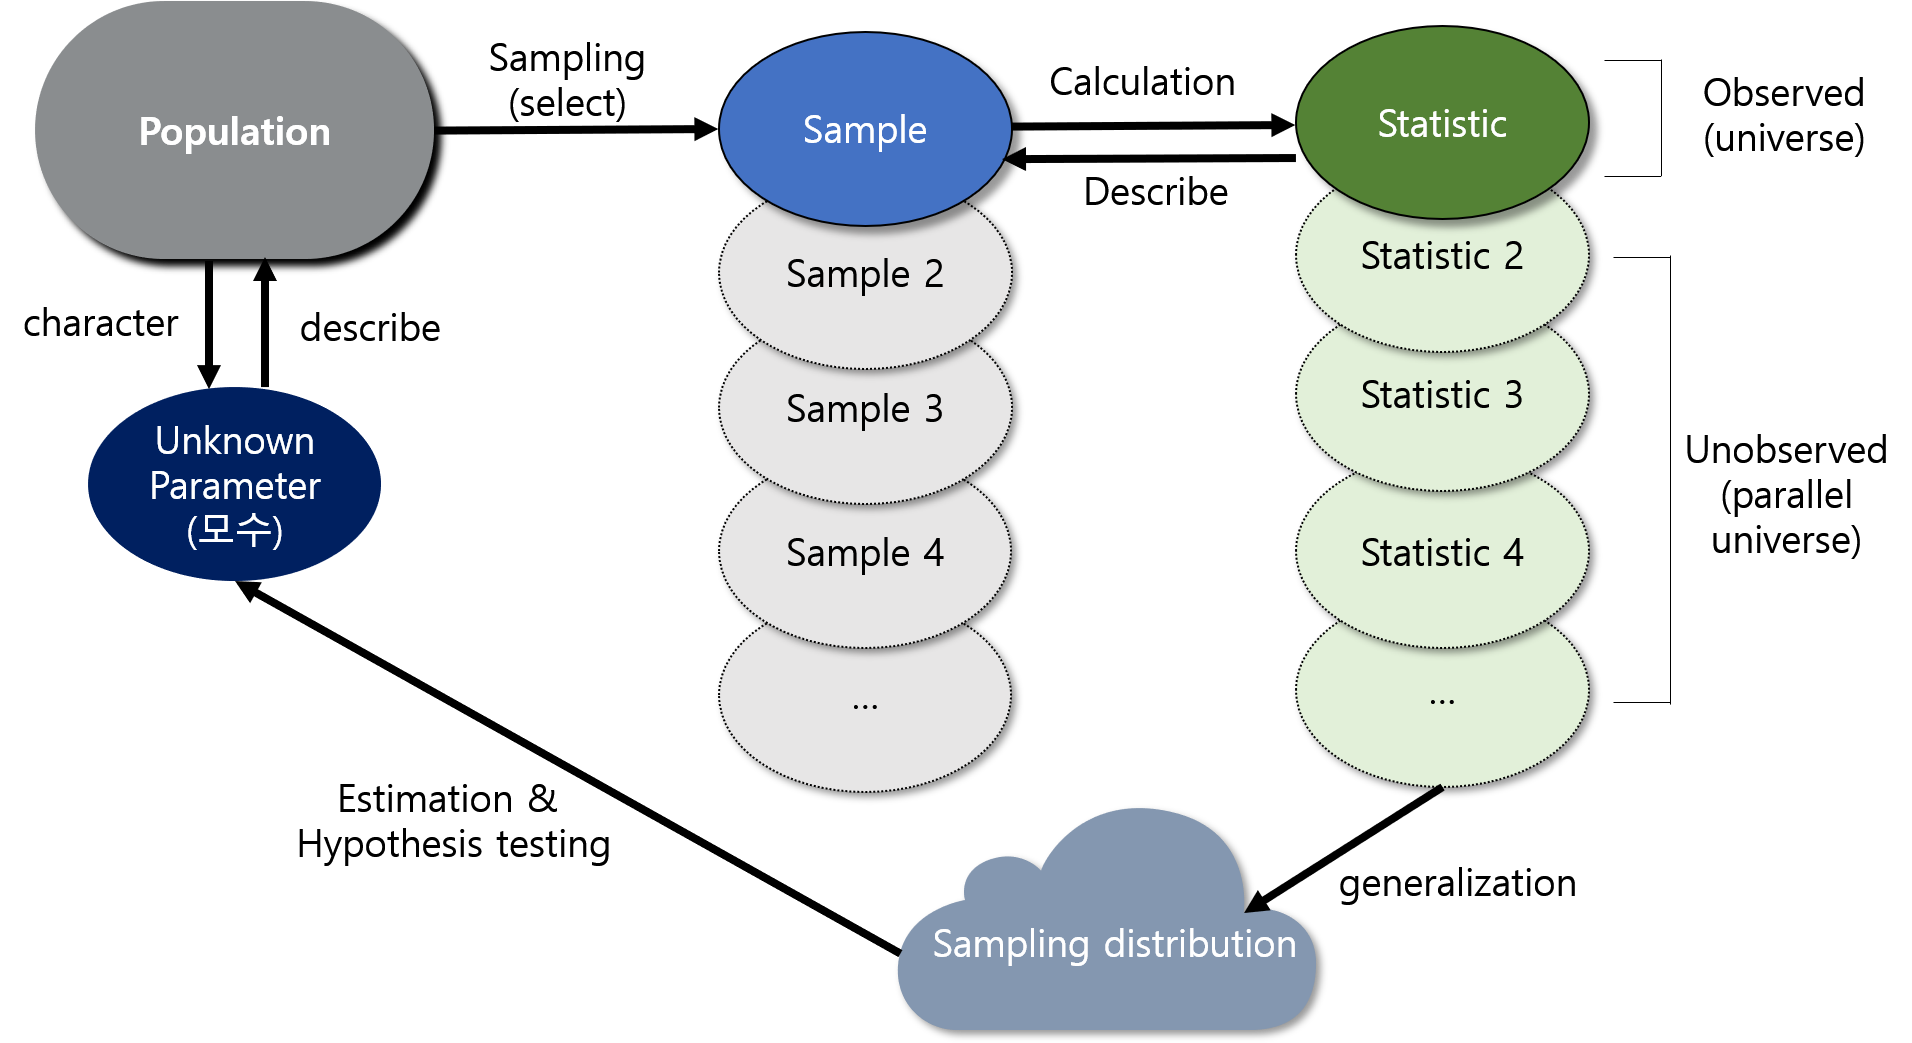 Population
Sampling
(select)
Sample
Calculation
Describe
Statistic
Observed
(universe)
character
describe
Unknown
Parameter
(모수)
Sample 2
Sample 3
Sample 4
...
Statistic 2
Statistic 3
Statistic 4
...
Unobserved
(parallel
universe)
Estimation &
Hypothesis testing
generalization
Sampling distribution